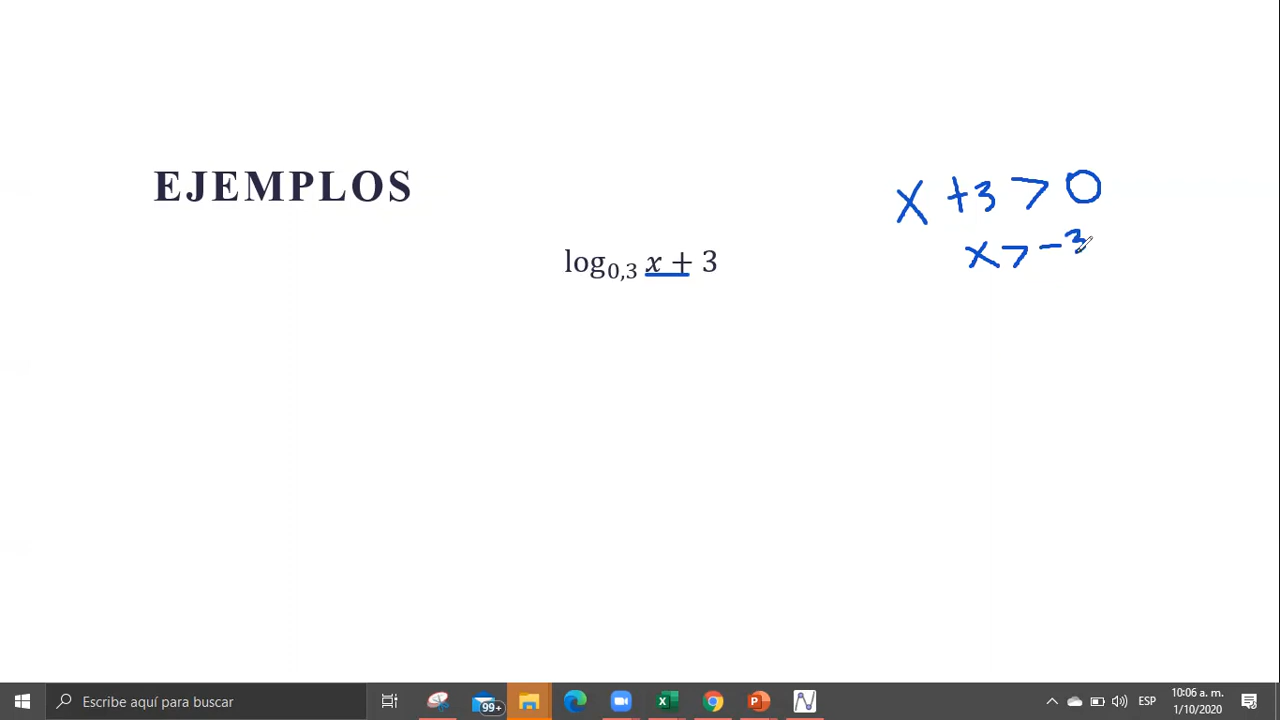 EJEMPLOS
x + 3 > 0
log₀,₃ x + 3
x > -3
Escribe aquí para buscar
99+
ESP
10:06 a. m.
1/10/2020